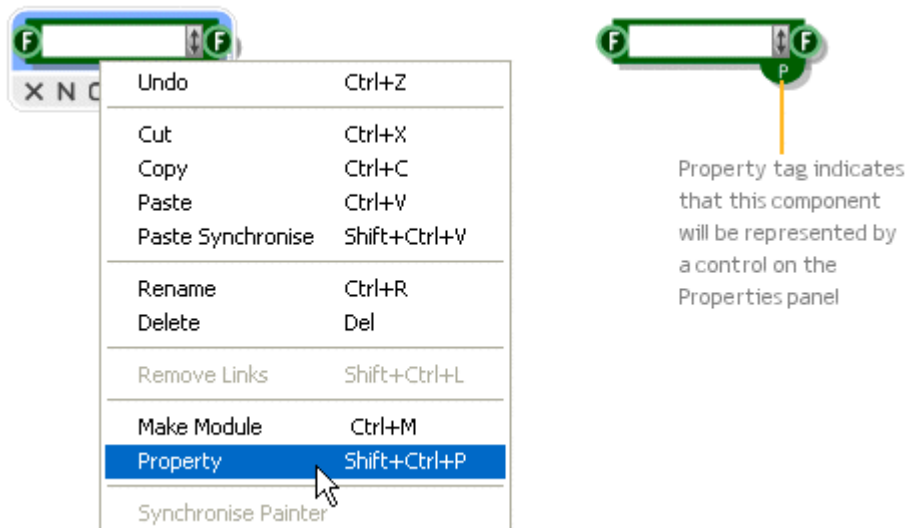 F F
X N C
Undo Ctrl+Z
Cut Ctrl+X
Copy Ctrl+C
Paste Ctrl+V
Paste Synchronise Shift+Ctrl+V
Rename Ctrl+R
Delete Del
Remove Links Shift+Ctrl+L
Make Module Ctrl+M
Property Shift+Ctrl+P
Synchronise Painter
F F
P
Property tag indicates
that this component
will be represented by
a control on the
Properties panel